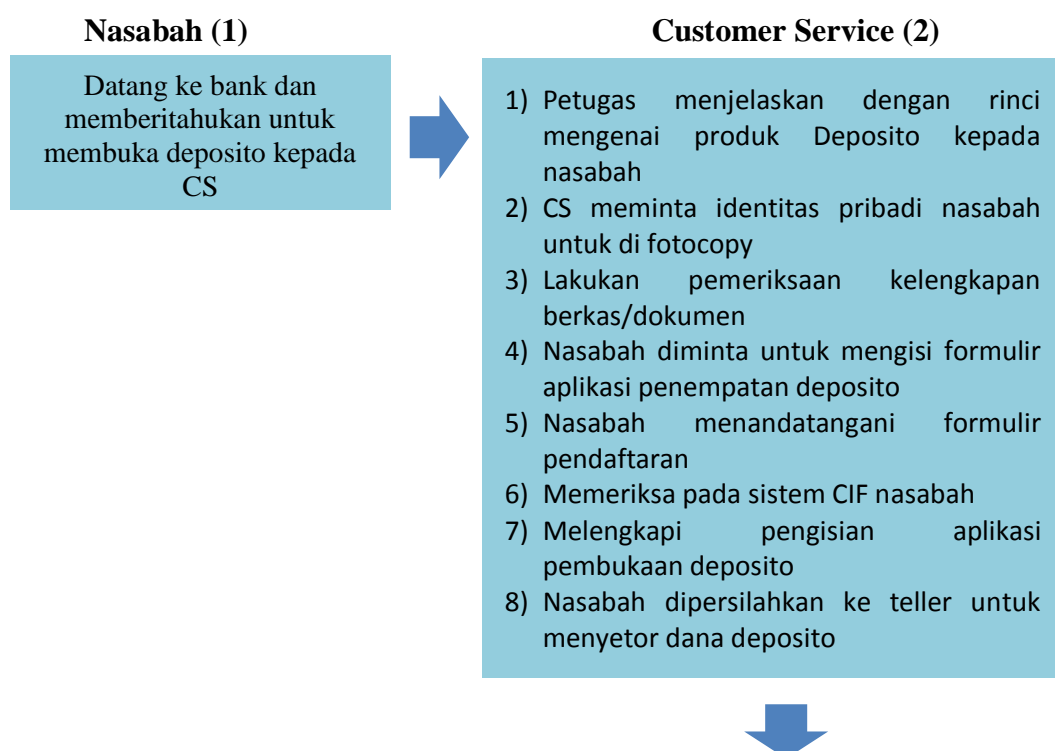 Nasabah (1)
Datang ke bank dan
memberitahukan untuk
membuka deposito kepada
CS
Customer Service (2)
1) Petugas menjelaskan dengan rinci
mengenai produk Deposito kepada
nasabah
2) CS meminta identitas pribadi nasabah
untuk di fotocopy
3) Lakukan pemeriksaan kelengkapan
berkas/dokumen
4) Nasabah diminta untuk mengisi formulir
aplikasi penempatan deposito
5) Nasabah menandatangani formulir
pendaftaran
6) Memeriksa pada sistem CIF nasabah
7) Melengkapi pengisian aplikasi
pembukaan deposito
8) Nasabah dipersilahkan ke teller untuk
menyetor dana deposito